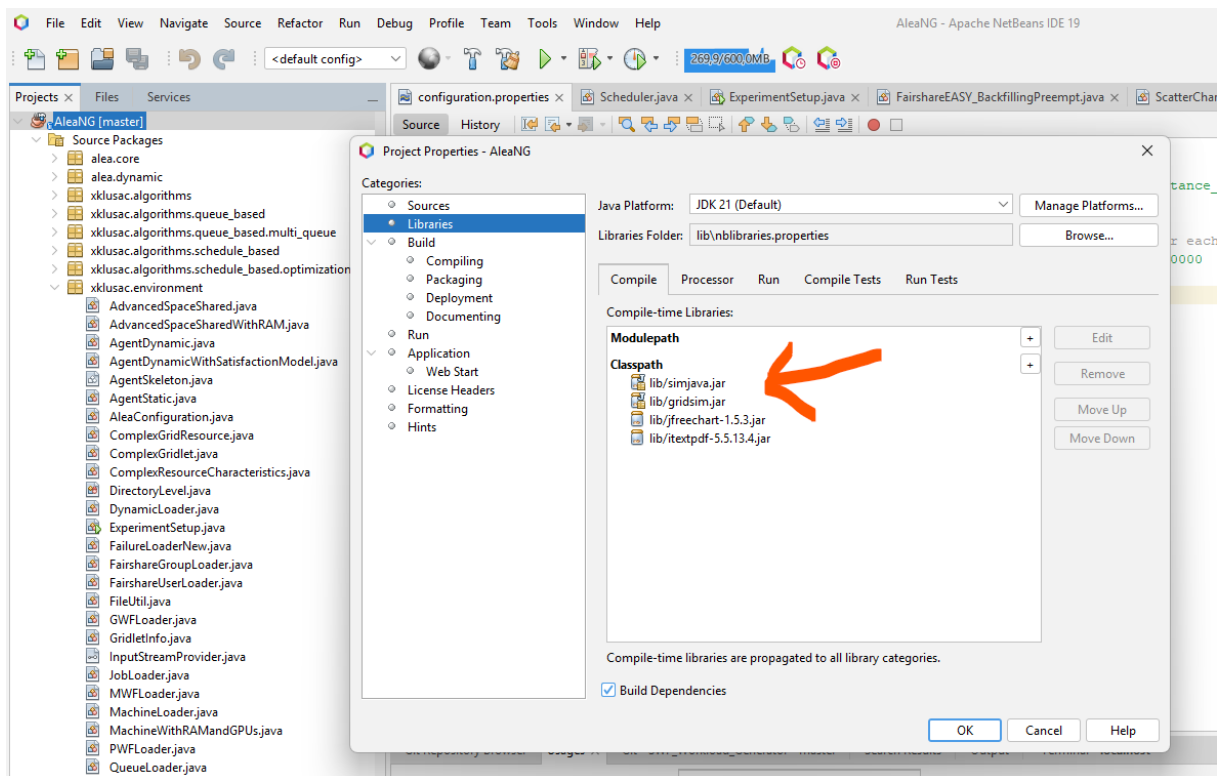 File Edit View Navigate Source Refactor Run Debug Profile Team Tools Window Help
AleaNG - Apache NetBeans IDE 19
<default config>
269,9/600,0MB
Projects Files Services
configuration.properties Scheduler.java ExperimentSetup.java FairshareEASY_BackfillingPreempt.java ScatterChar
Source History
AleaNG [master]
Source Packages
alea.core
alea.dynamic
xklusac.algorithms
xklusac.algorithms.queue_based
xklusac.algorithms.queue_based.multi_queue
xklusac.algorithms.schedule_based
xklusac.algorithms.schedule_based.optimization
xklusac.environment
AdvancedSpaceShared.java
AdvancedSpaceSharedWithRAM.java
AgentDynamic.java
AgentDynamicWithSatisfactionModel.java
AgentSkeleton.java
AgentStatic.java
AleaConfiguration.java
ComplexGridResource.java
ComplexGridlet.java
ComplexResourceCharacteristics.java
DirectoryLevel.java
DynamicLoader.java
ExperimentSetup.java
FailureLoaderNew.java
FairshareGroupLoader.java
FairshareUserLoader.java
FileUtil.java
GWFLoader.java
GridletInfo.java
InputStreamProvider.java
JobLoader.java
MWFLoader.java
MachineLoader.java
MachineWithRAMandGPUs.java
PWFLoader.java
QueueLoader.java
Project Properties - AleaNG
Categories:
Sources
Libraries
Build
Compiling
Packaging
Deployment
Documenting
Run
Application
Web Start
License Headers
Formatting
Hints
Java Platform: JDK 21 (Default) Manage Platforms...
Libraries Folder: lib\nblibraries.properties Browse...
Compile Processor Run Compile Tests Run Tests
Compile-time Libraries:
Modulepath
Classpath
lib/simjava.jar
lib/gridsim.jar
lib/jfreechart-1.5.3.jar
lib/itextpdf-5.5.13.4.jar
Edit
Remove
Move Up
Move Down
Compile-time libraries are propagated to all library categories.
Build Dependencies
OK Cancel Help
tance_
r each
0000